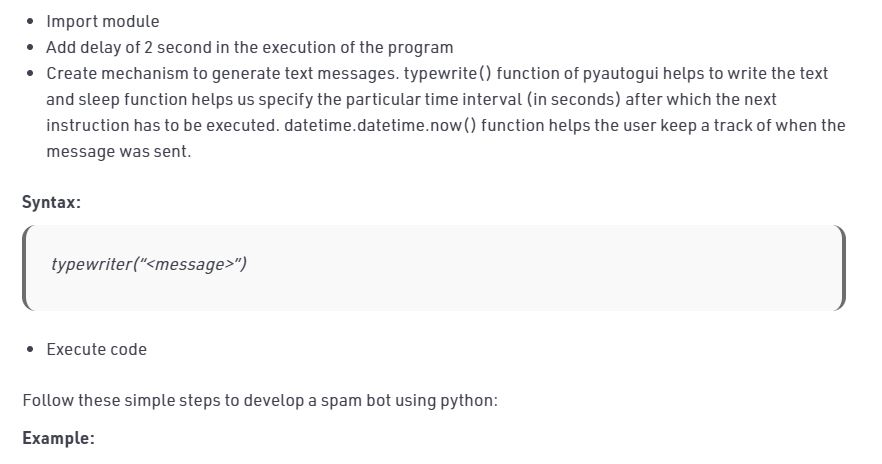 • Import module
• Add delay of 2 second in the execution of the program
• Create mechanism to generate text messages. typewrite() function of pyautogui helps to write the text
and sleep function helps us specify the particular time interval (in seconds) after which the next
instruction has to be executed. datetime.datetime.now() function helps the user keep a track of when the
message was sent.
Syntax:
typewriter(“<message>”)
• Execute code
Follow these simple steps to develop a spam bot using python:
Example: